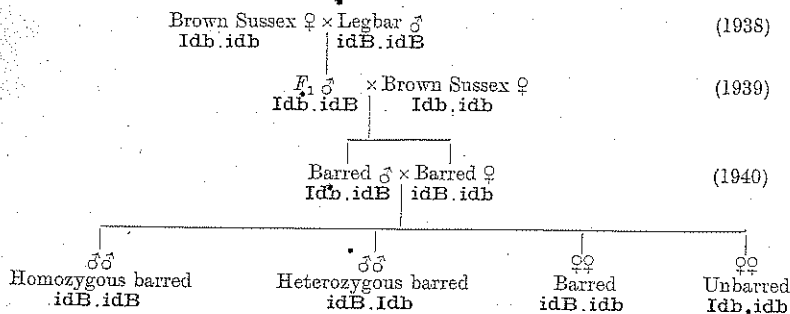 Brown Sussex ♀ × Legbar ♂ (1938)
Idb.idb idB.idB
F₁ ♂ × Brown Sussex ♀ (1939)
Idb.idB Idb.idb
Barred ♂ × Barred ♀ (1940)
Idb.idB idB.idb
♂♂ ♂♂ ♀♀ ♀♀
Homozygous barred Heterozygous barred Barred Unbarred
idB.idB idB.Idb idB.idb Idb.idb